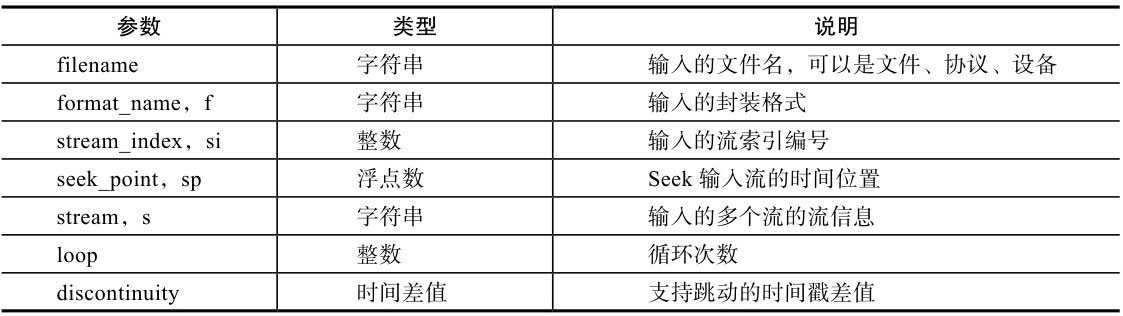 参数 类型 说明
filename 字符串 输入的文件名，可以是文件、协议、设备
format_name，f 字符串 输入的封装格式
stream_index，si 整数 输入的流索引编号
seek_point，sp 浮点数 Seek 输入流的时间位置
stream，s 字符串 输入的多个流的流信息
loop 整数 循环次数
discontinuity 时间差值 支持跳动的时间戳差值